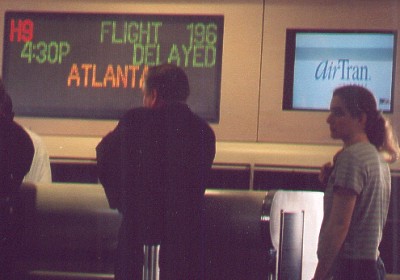 H9 FLIGHT 196
4:30P DELAYED
ATLANTA
AirTran.